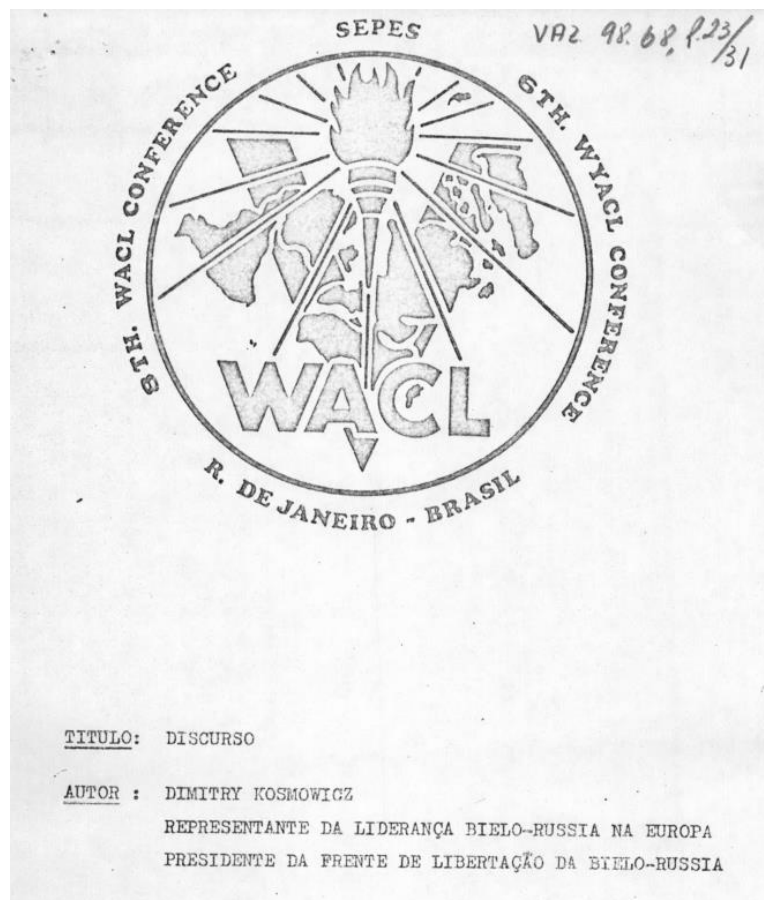 SEPES
VAZ 98.68, f.23/31
8TH. WACL CONFERENCE
6TH. WYACL CONFERENCE
WACL
R. DE JANEIRO - BRASIL
TITULO: DISCURSO
AUTOR : DIMITRY KOSMOWICZ
REPRESENTANTE DA LIDERANÇA BIELO-RUSSIA NA EUROPA
PRESIDENTE DA FRENTE DE LIBERTAÇÃO DA BIELO-RUSSIA